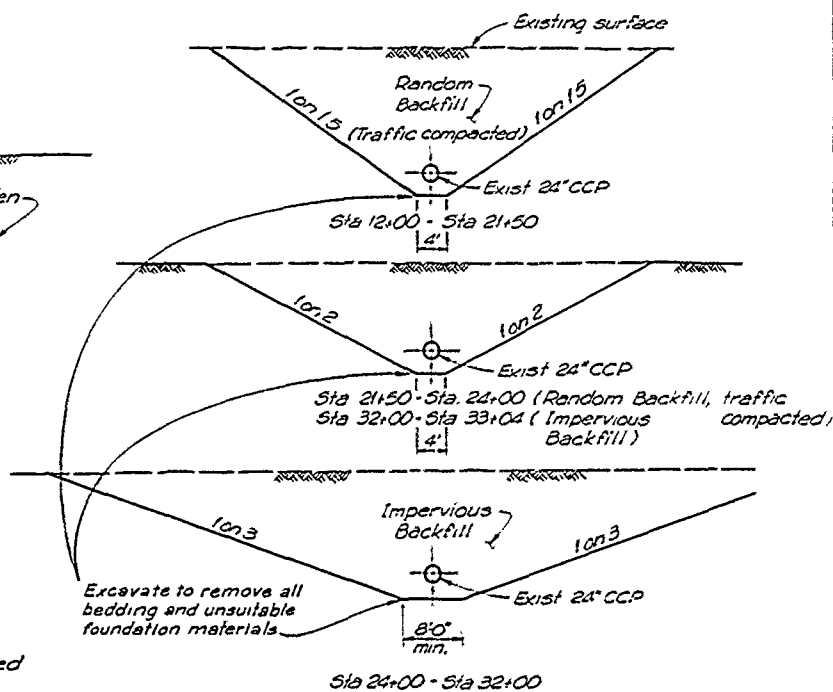 Existing surface
Random
Backfill
1 on 1.5
(Traffic compacted)
1 on 1.5
Exist 24" CCP
Sta 12+00 - Sta 21+50
4'
1 on 2
1 on 2
Exist 24" CCP
Sta 21+50 - Sta. 24+00 (Random Backfill, traffic
Sta 32+00 - Sta 33+04 (Impervious compacted)
Backfill)
4'
Impervious
Backfill
1 on 3
1 on 3
Exist 24" CCP
Excavate to remove all
bedding and unsuitable
foundation materials
8'-0"
min.
Sta 24+00 - Sta 32+00